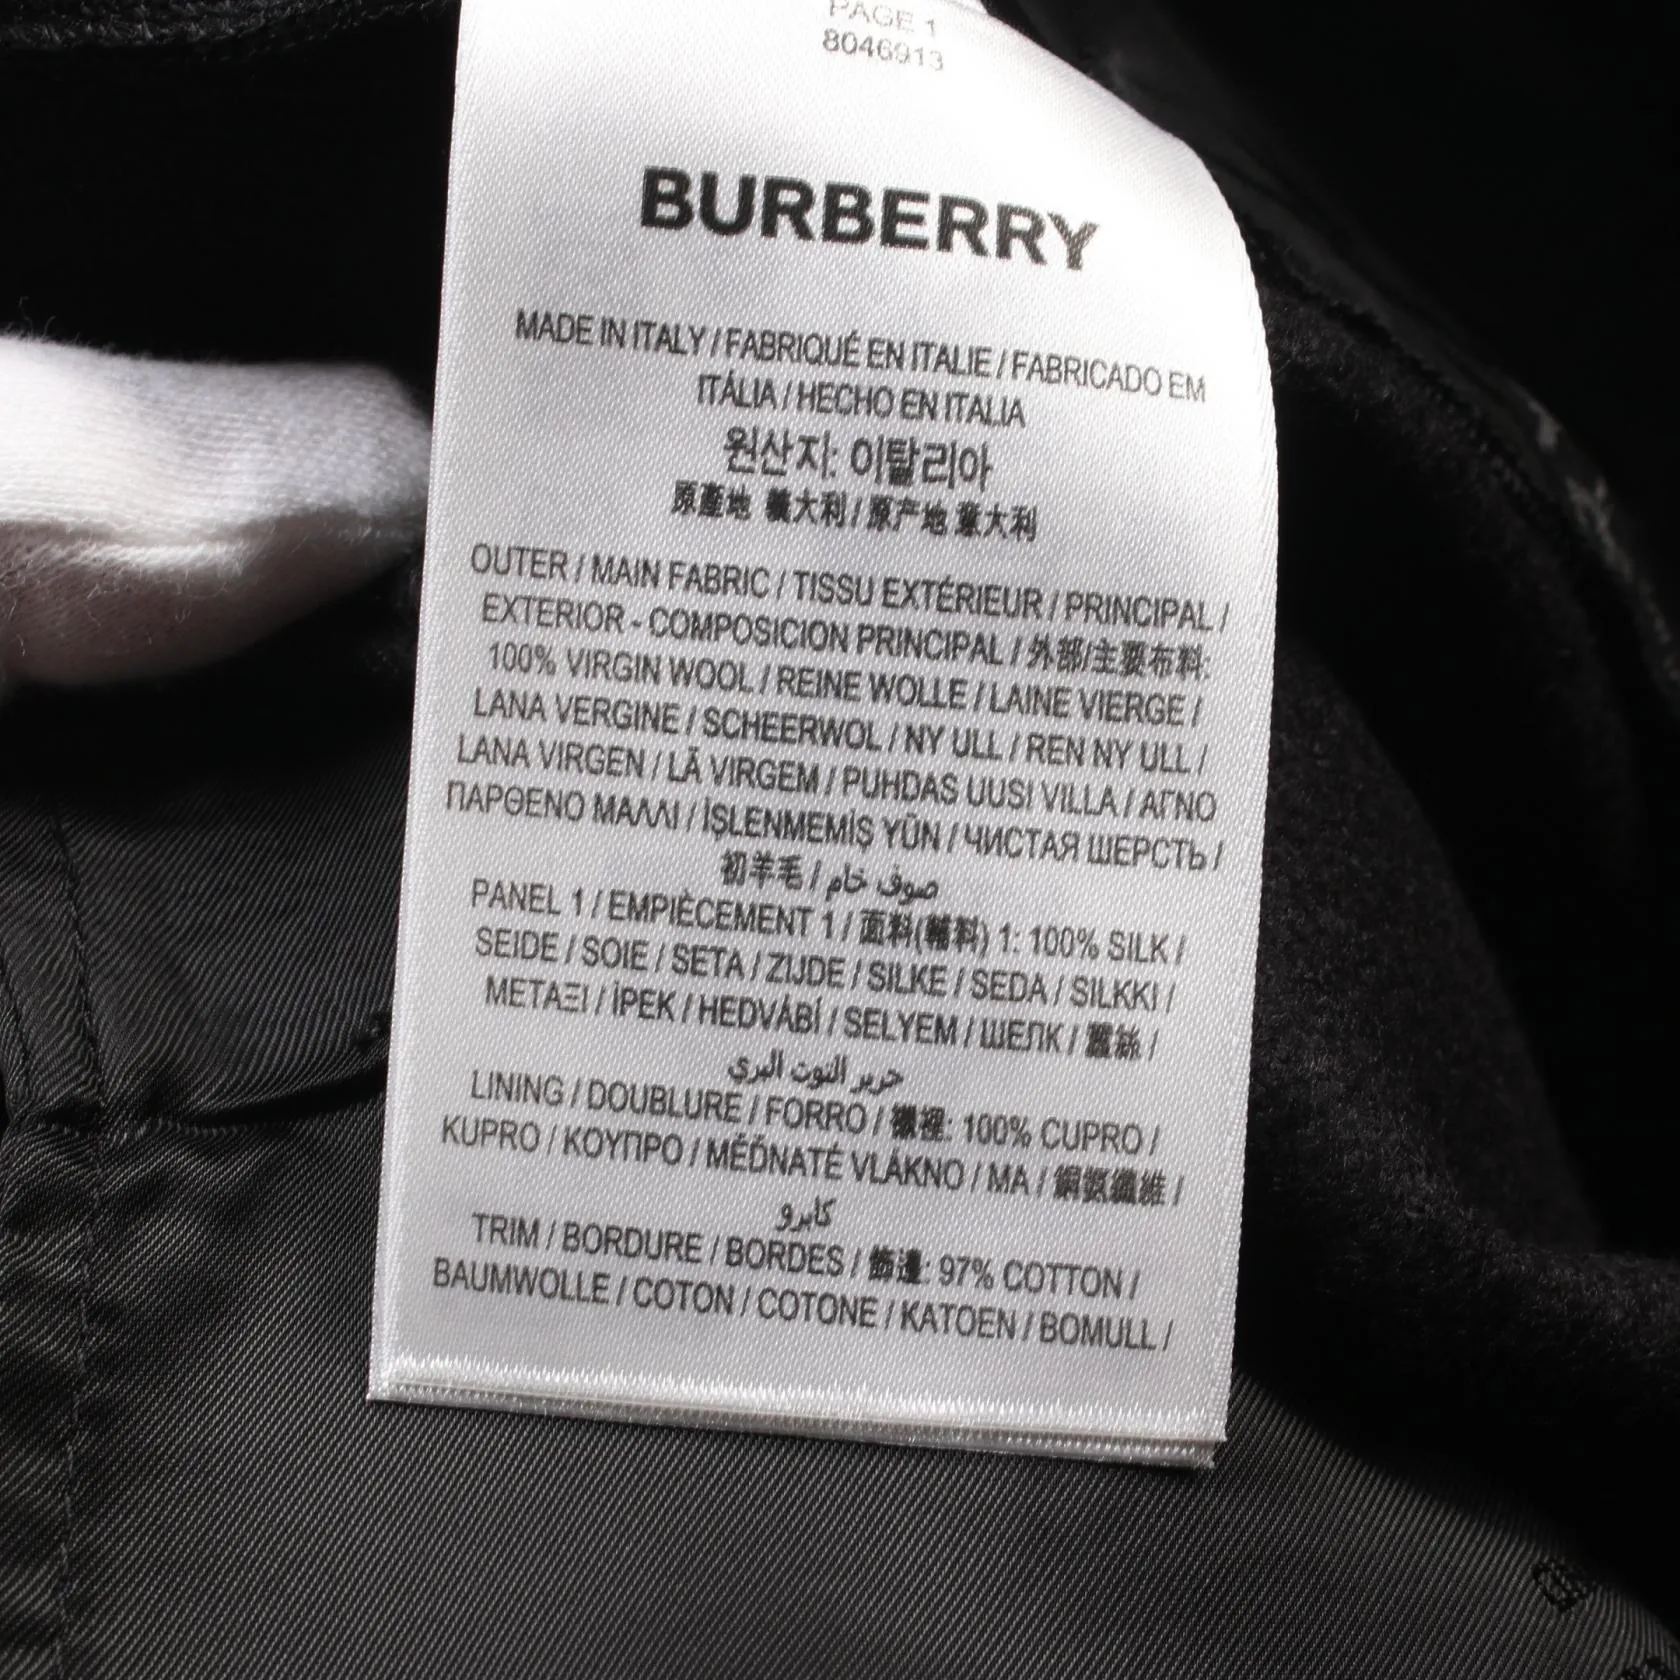 PAGE 1
8046913
BURBERRY
MADE IN ITALY / FABRIQUÉ EN ITALIE / FABRICADO EM
ITÁLIA / HECHO EN ITALIA
원산지: 이탈리아
原產地 義大利 / 原产地 意大利
OUTER / MAIN FABRIC / TISSU EXTÉRIEUR / PRINCIPAL /
EXTERIOR - COMPOSICION PRINCIPAL / 外部/主要布料:
100% VIRGIN WOOL / REINE WOLLE / LAINE VIERGE /
LANA VERGINE / SCHEERWOL / NY ULL / REN NY ULL /
LANA VIRGEN / LÃ VIRGEM / PUHDAS UUSI VILLA / ΑΓΝΟ
ΠΑΡΘΕΝΟ ΜΑΛΛΙ / İŞLENMEMİŞ YÜN / ЧИСТАЯ ШЕРСТЬ /
初羊毛 / صوف خام
PANEL 1 / EMPIÈCEMENT 1 / 面料(輔料) 1: 100% SILK /
SEIDE / SOIE / SETA / ZIJDE / SILKE / SEDA / SILKKI /
ΜΕΤΑΞΙ / İPEK / HEDVÁBÍ / SELYEM / ШЕЛК / 蠶絲 /
حرير التوت البري
LINING / DOUBLURE / FORRO / 襯裡: 100% CUPRO /
KUPRO / ΚΟΥΠΡΟ / MĚĎNATÉ VLÁKNO / MA / 銅氨纖維 /
كابرو
TRIM / BORDURE / BORDES / 飾邊: 97% COTTON /
BAUMWOLLE / COTON / COTONE / KATOEN / BOMULL /